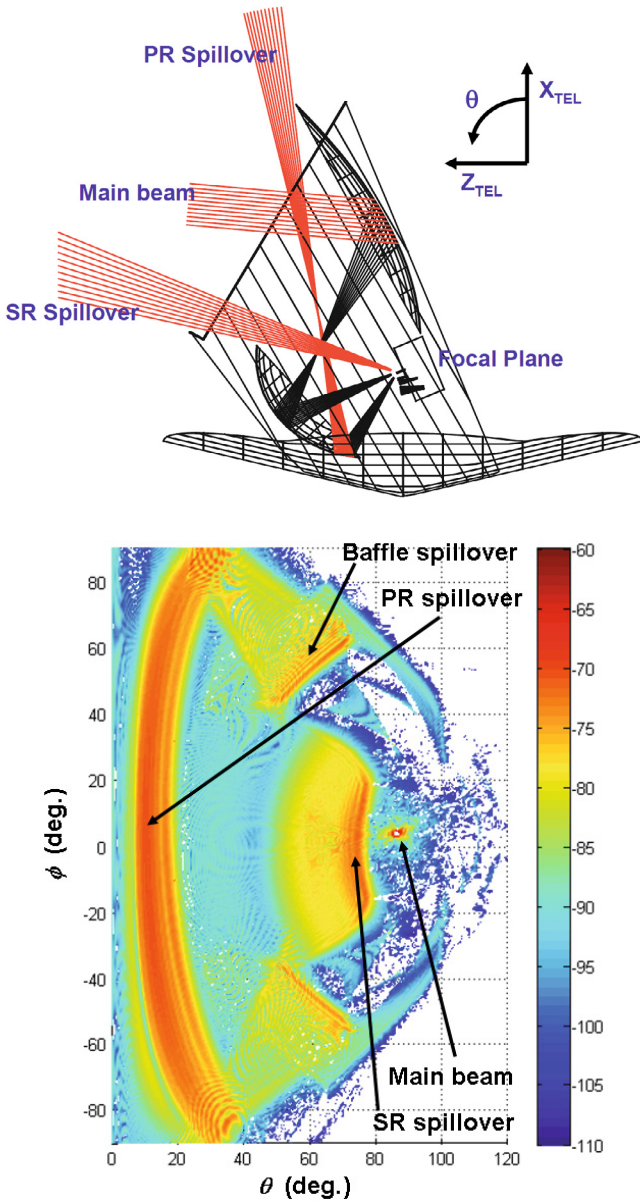 PR Spillover
X_TEL
θ
Main beam
Z_TEL
SR Spillover
Focal Plane
Baffle spillover
PR spillover
Main beam
SR spillover
80
60
40
20
0
-20
-40
-60
-80
ϕ (deg.)
0 20 40 60 80 100 120
θ (deg.)
-60
-65
-70
-75
-80
-85
-90
-95
-100
-105
-110